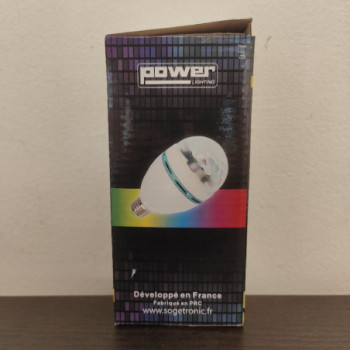 power
LIGHTING
Développé en France
Fabriqué en PRC
www.sogetronic.fr